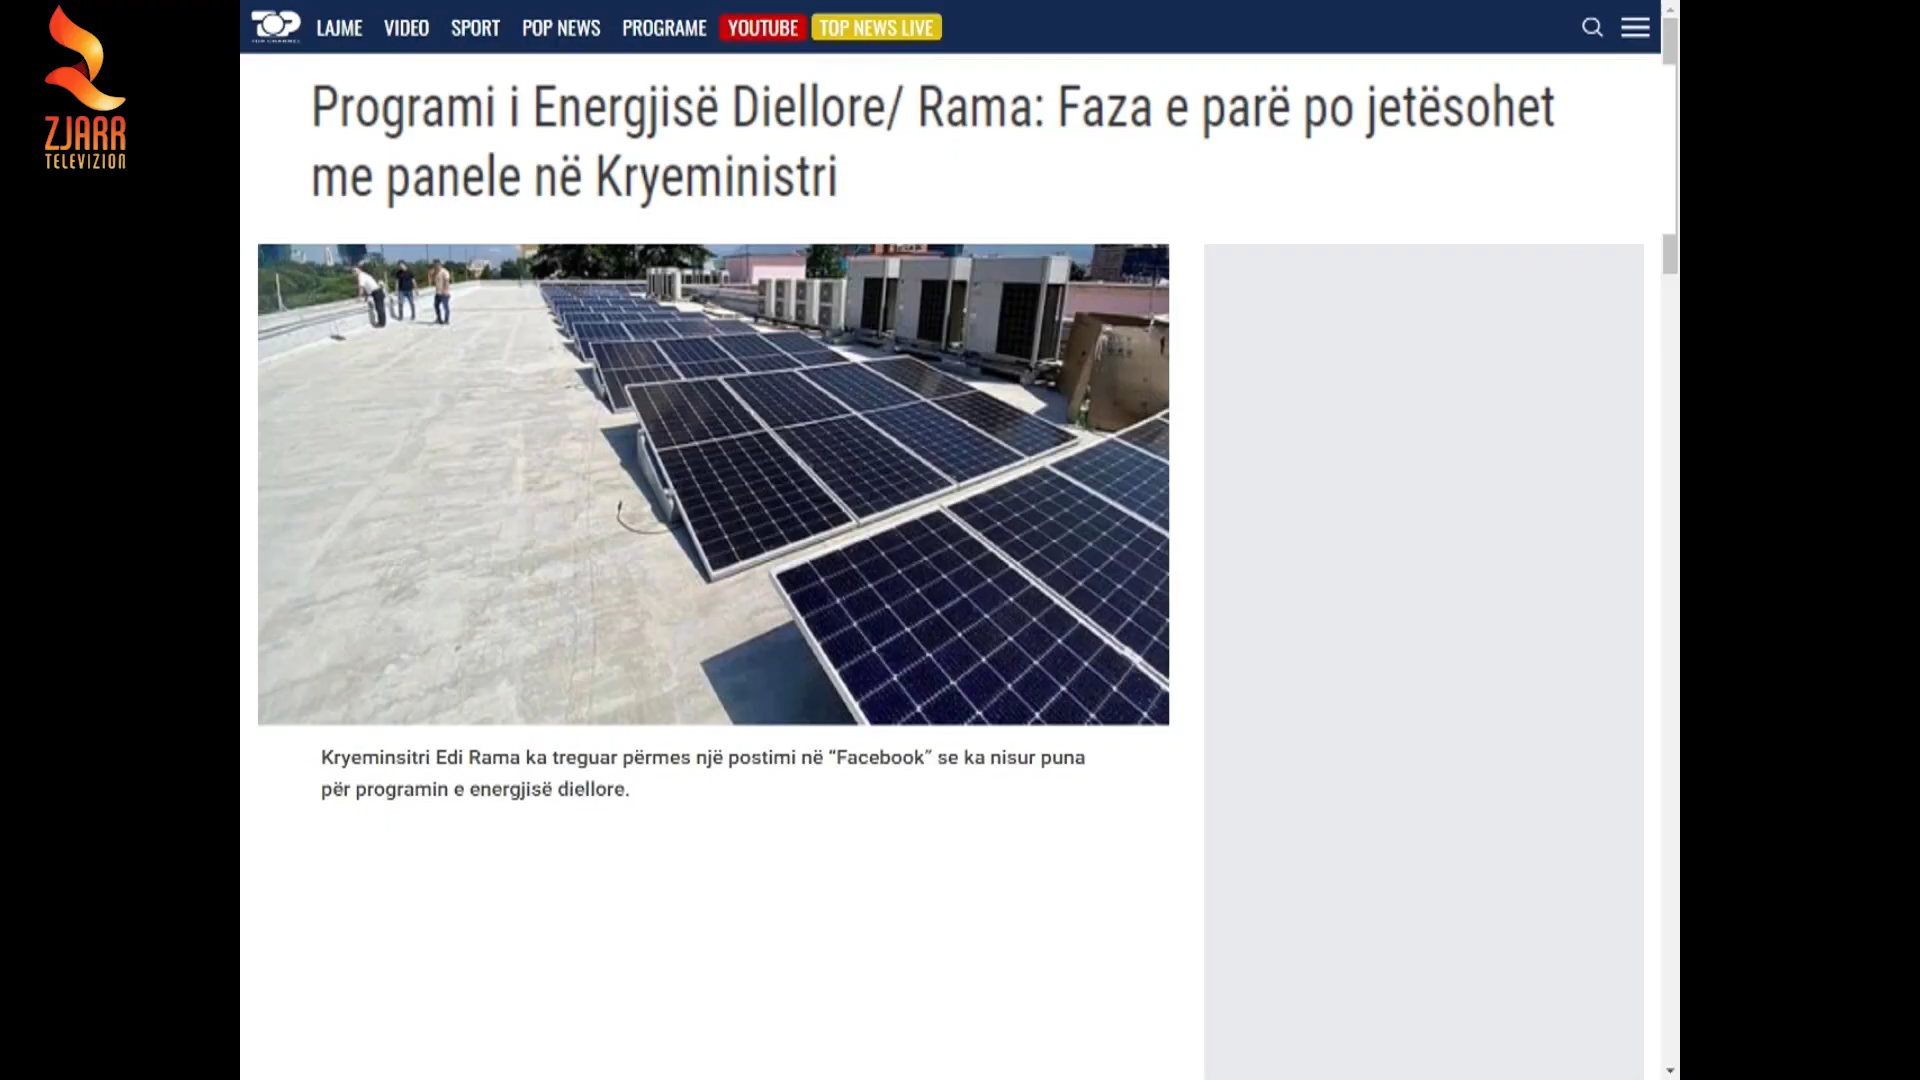 ZJARR
TELEVIZION
TOP
LAJME VIDEO SPORT POP NEWS PROGRAME YOUTUBE TOP NEWS LIVE
Programi i Energjisë Diellore/ Rama: Faza e parë po jetësohet
me panele në Kryeministri
Kryeminsitri Edi Rama ka treguar përmes një postimi në “Facebook” se ka nisur puna
për programin e energjisë diellore.